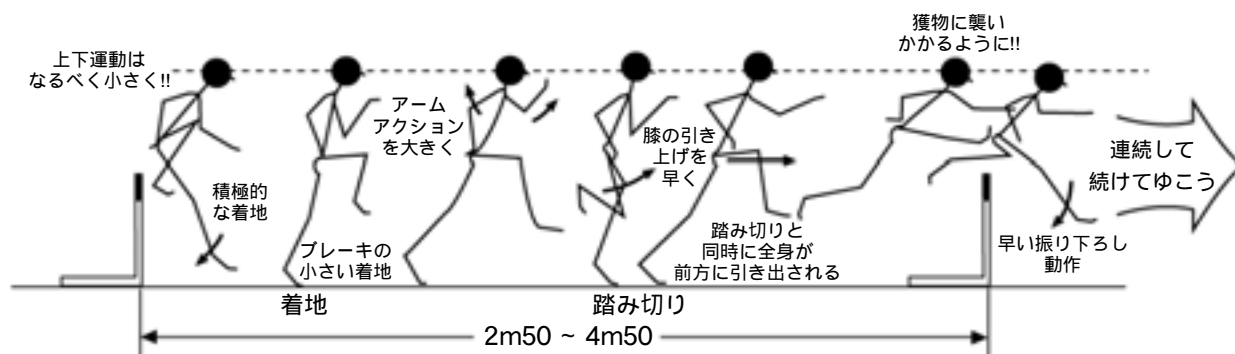 上下運動は
なるべく小さく!!
積極的
な着地
ブレーキの
小さい着地
着地
アーム
アクション
を大きく
膝の引き
上げを
早く
踏み切り
踏み切りと
同時に全身が
前方に引き出される
獲物に襲い
かかるように!!
早い振り下ろし
動作
連続して
続けてゆこう
2m50 ~ 4m50